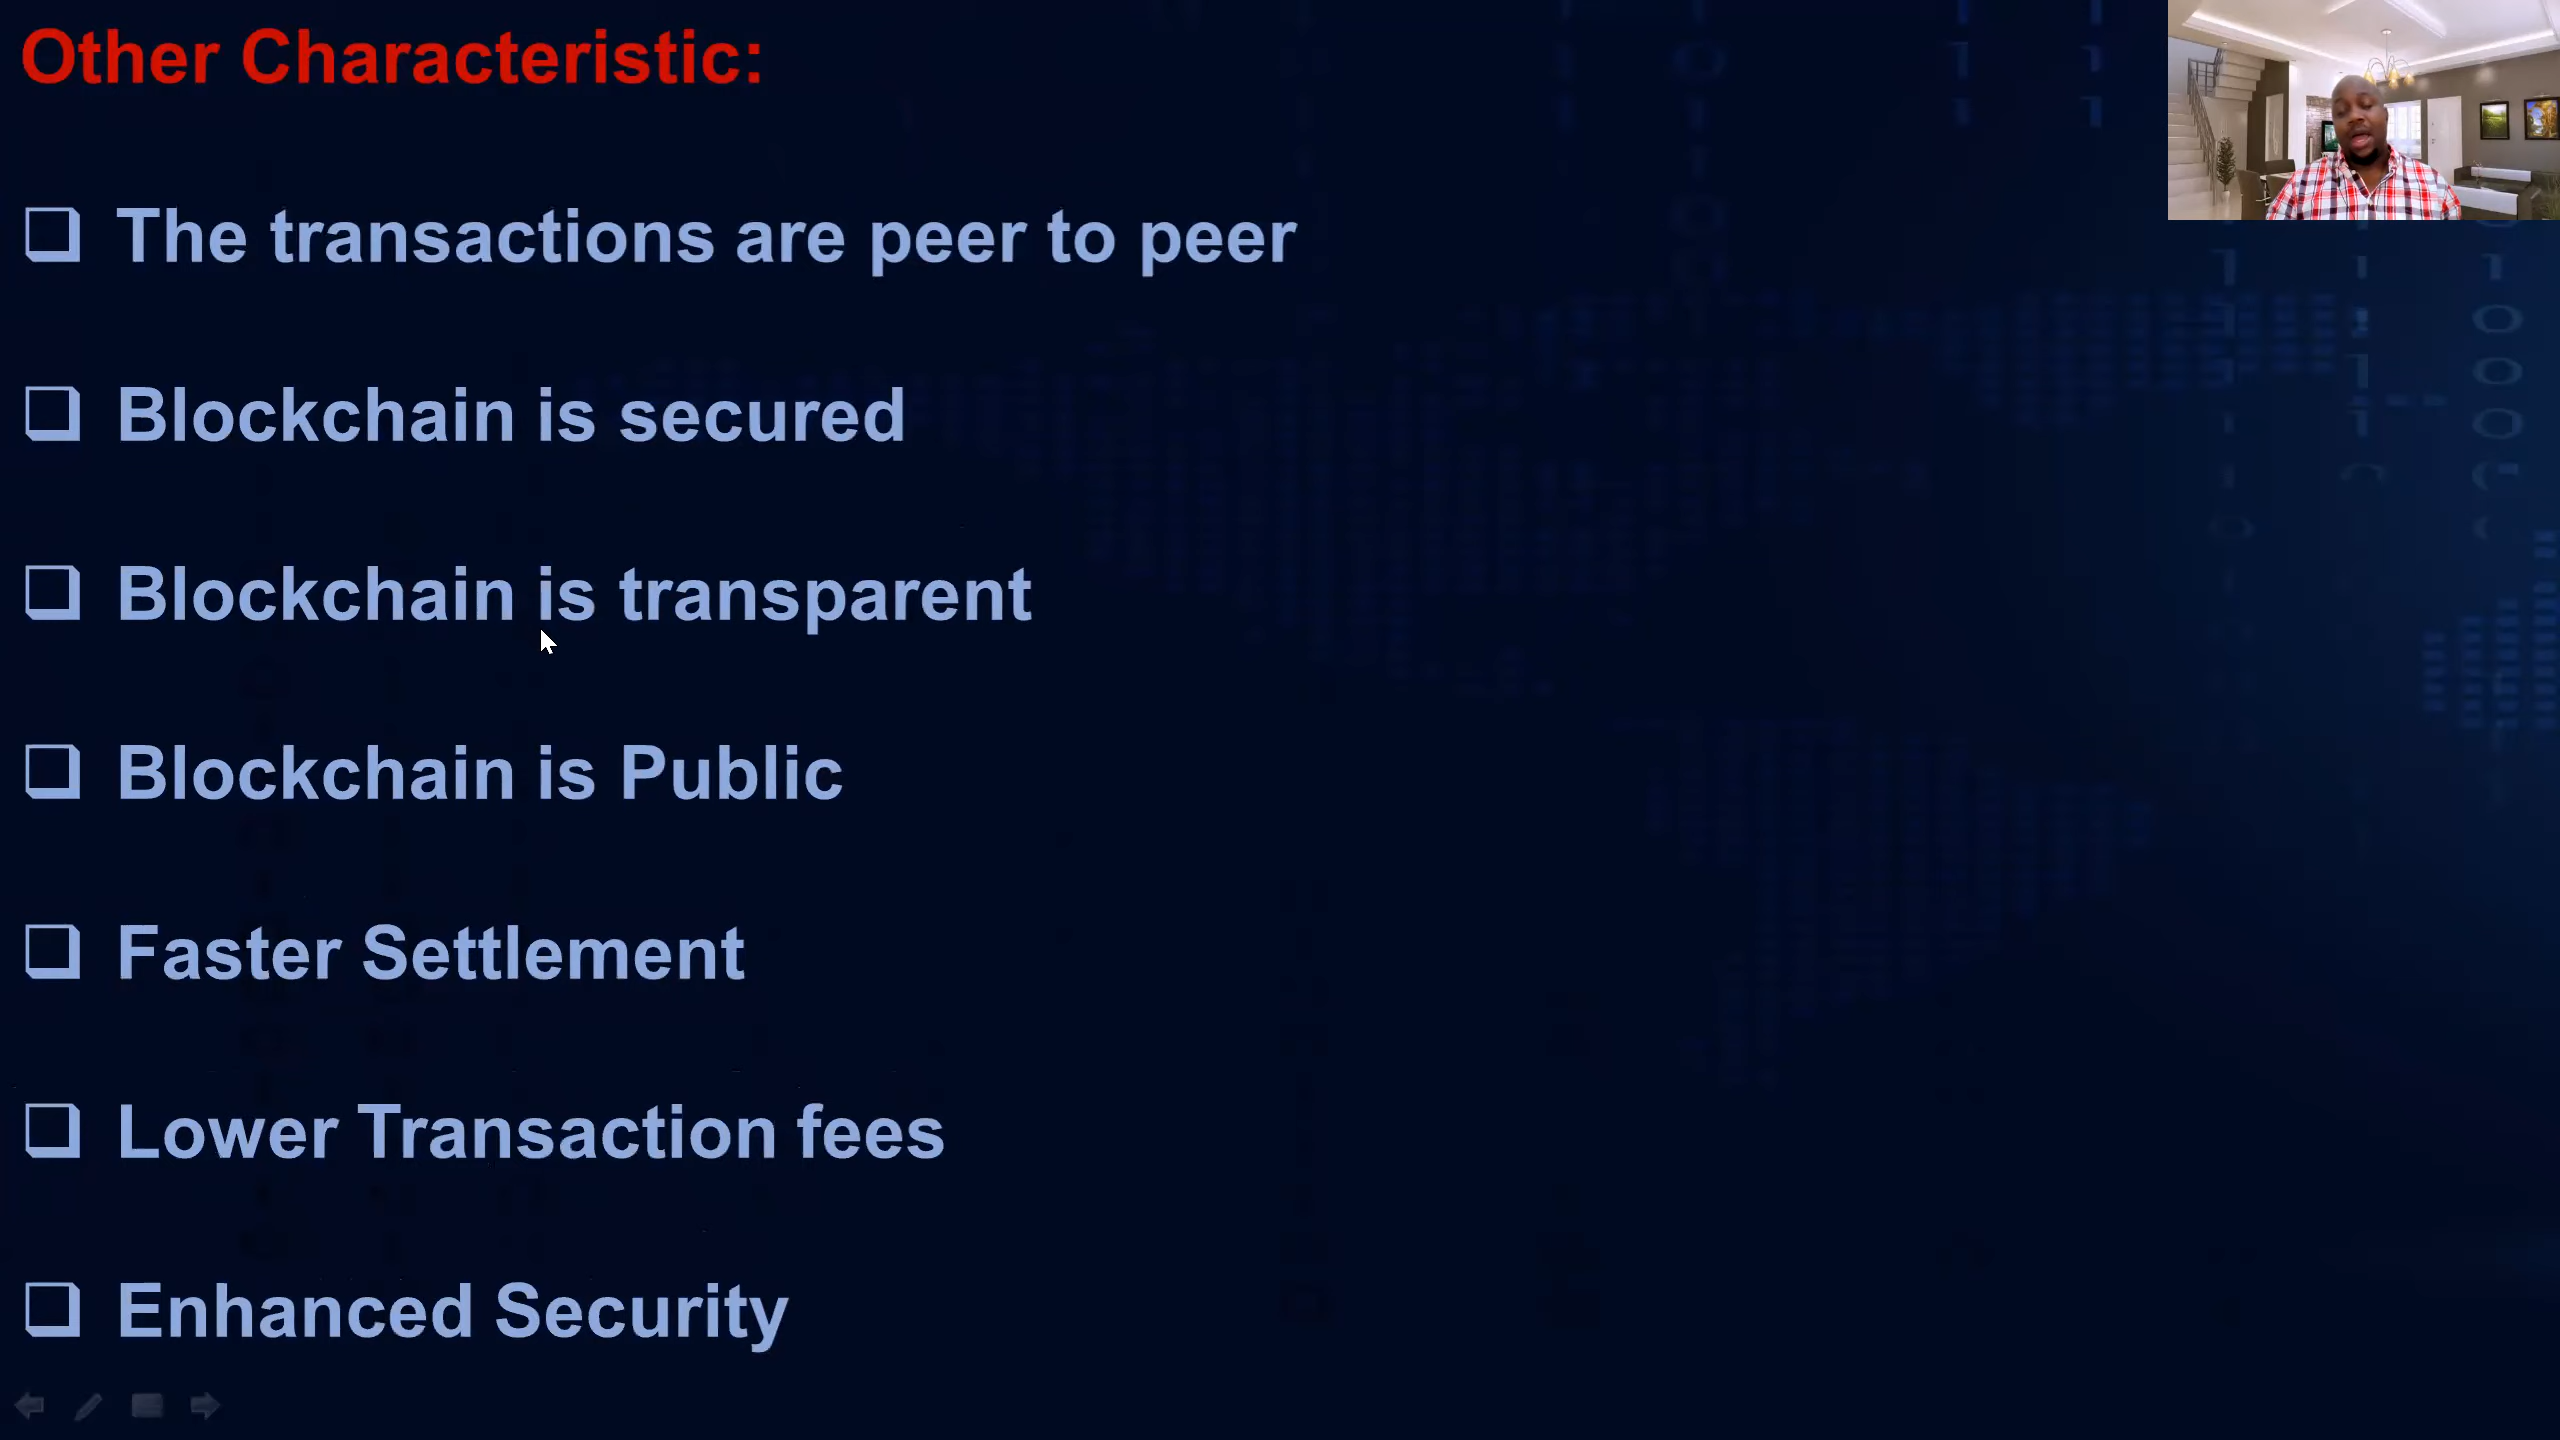 Other Characteristic:
The transactions are peer to peer
Blockchain is secured
Blockchain is transparent
Blockchain is Public
Faster Settlement
Lower Transaction fees
Enhanced Security